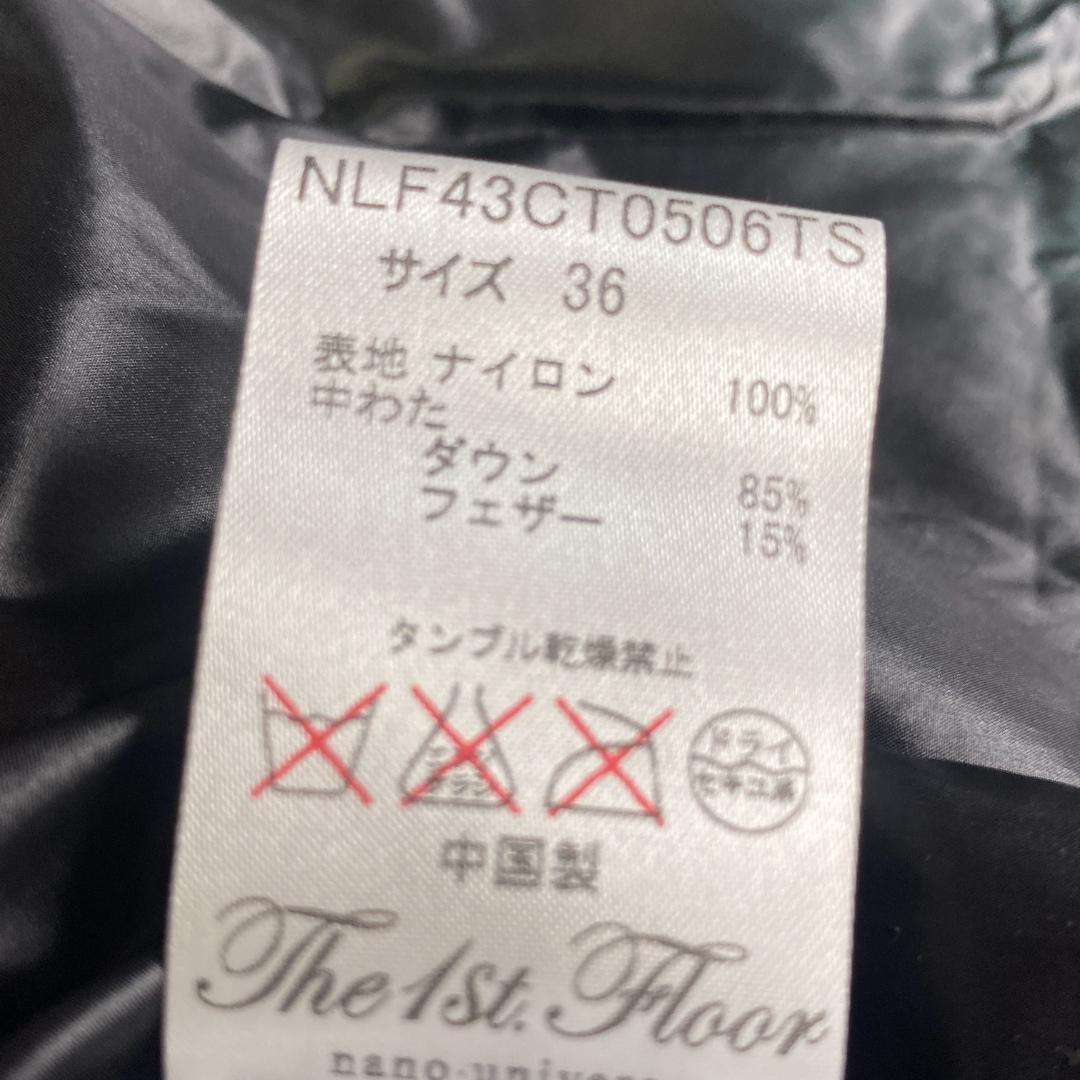 NLF43CT0506TS
サイズ 36
表地 ナイロン 100%
中わた
ダウン 85%
フェザー 15%
タンブル乾燥禁止
ドライ
セキユ系
中国製
The 1st. Floor